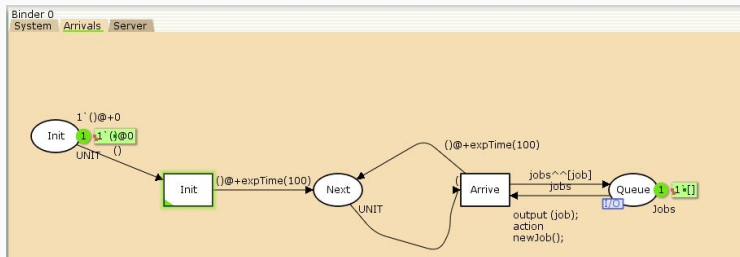 Binder 0
System Arrivals Server
1`()@+0
Init 1 1`()@0
UNIT ()
Init
()@+expTime(100)
Next
UNIT
()@+expTime(100)
(
Arrive
jobs^^[job]
jobs
Queue 1 1`[]
I/O
Jobs
output (job);
action
newJob();